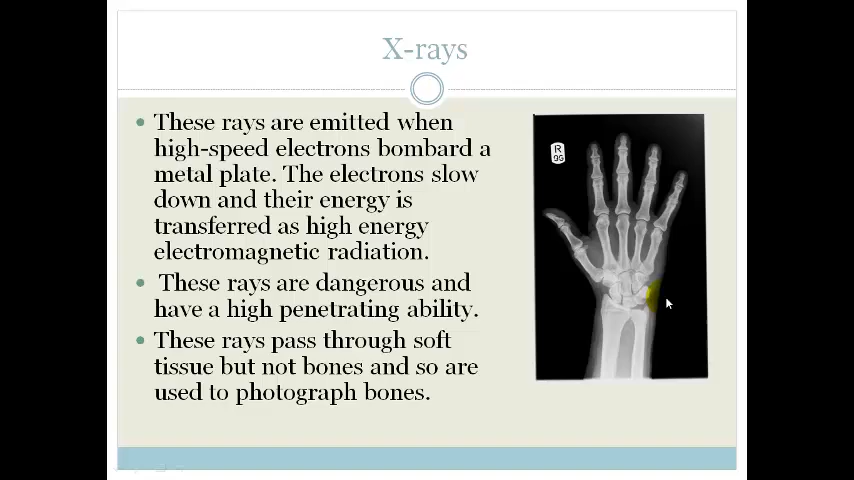 X-rays
These rays are emitted when
high-speed electrons bombard a
metal plate. The electrons slow
down and their energy is
transferred as high energy
electromagnetic radiation.
These rays are dangerous and
have a high penetrating ability.
These rays pass through soft
tissue but not bones and so are
used to photograph bones.
R